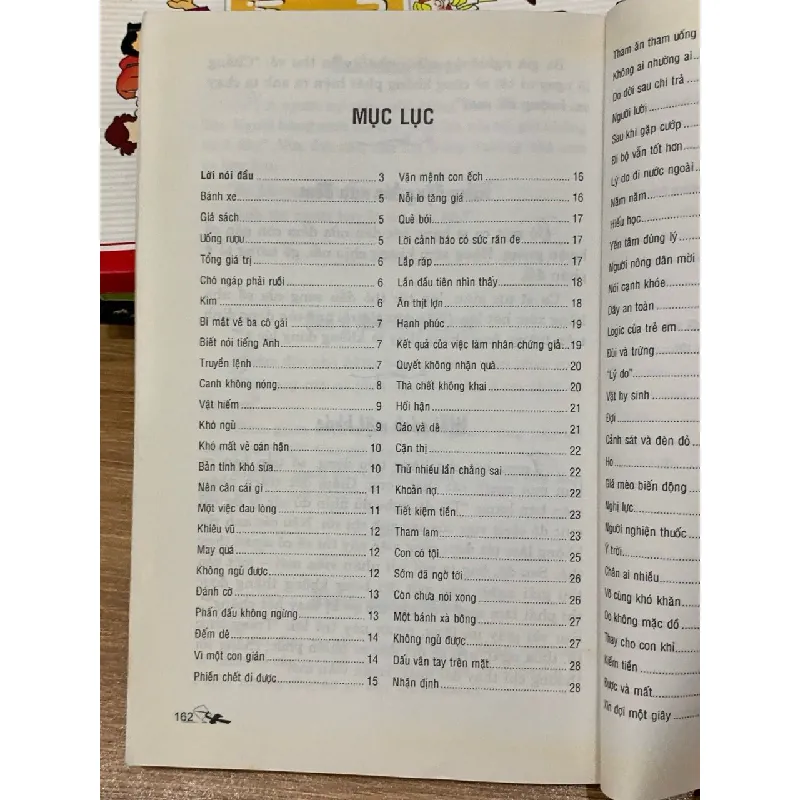 MỤC LỤC
Lời nói đầu 3
Bánh xe 5
Giá sách 5
Uống rượu 5
Tổng giá trị 6
Chó ngáp phải ruồi 6
Kim 6
Bí mật về ba cô gái 7
Biết nói tiếng Anh 7
Truyền lệnh 7
Canh không nóng 8
Vật hiếm 9
Khó ngủ 9
Khó mất vẻ cân hận 10
Bản tính khó sửa 10
Nên cân cái gì 11
Một việc đau lòng 11
Khiêu vũ 12
May quá 12
Không ngủ được 12
Đánh cờ 13
Phấn đấu không ngừng 13
Đếm dê 14
Vì một con gián 14
Phiền chết đi được 15
162
Vận mệnh con ếch 15
Nỗi lo tăng giá 16
Quẻ bói 17
Lời cảnh báo có sức răn đe 17
Lắp ráp 17
Lần đầu tiên nhìn thấy 18
Ăn thịt lợn 18
Hạnh phúc 19
Kết quả của việc làm nhân chứng giả 19
Quyết không nhận quà 20
Thà chết không khai 20
Hối hận 21
Cáo và dê 21
Cận thị 22
Thử nhiều lần chẳng sai 22
Khoản nợ 22
Tiết kiệm tiền 23
Tham lam 23
Con có tội 25
Sớm đã ngờ tới 26
Còn chưa nói xong 26
Một bánh xà bông 27
Không ngủ được 27
Dấu vân tay trên mặt 28
Nhận định 28
Tham ăn tham uống
Không ai nhường ai
Do đời sau chi trả
Người lười
Sau khi gặp cướp
Đi bộ vẫn tốt hơn
Lý do đi nước ngoài
Năm năm
Hiếu học
Yên tâm đúng lý
Người nông dân mời
Nói cạnh khóe
Dây an toàn
Logic của trẻ em
Đùi và trứng
"Lý do"
Vật hy sinh
Đợi
Cảnh sát và đèn đỏ
Ho
Giá mèo biến động
Nghị lực
Người nghiện thuốc
Ý trời
Chân ai nhiều
Vô cùng khó khăn
Do không mặc đồ
Thay cho con khỉ
Kiếm tiền
Được và mất
Xin đợi một giây